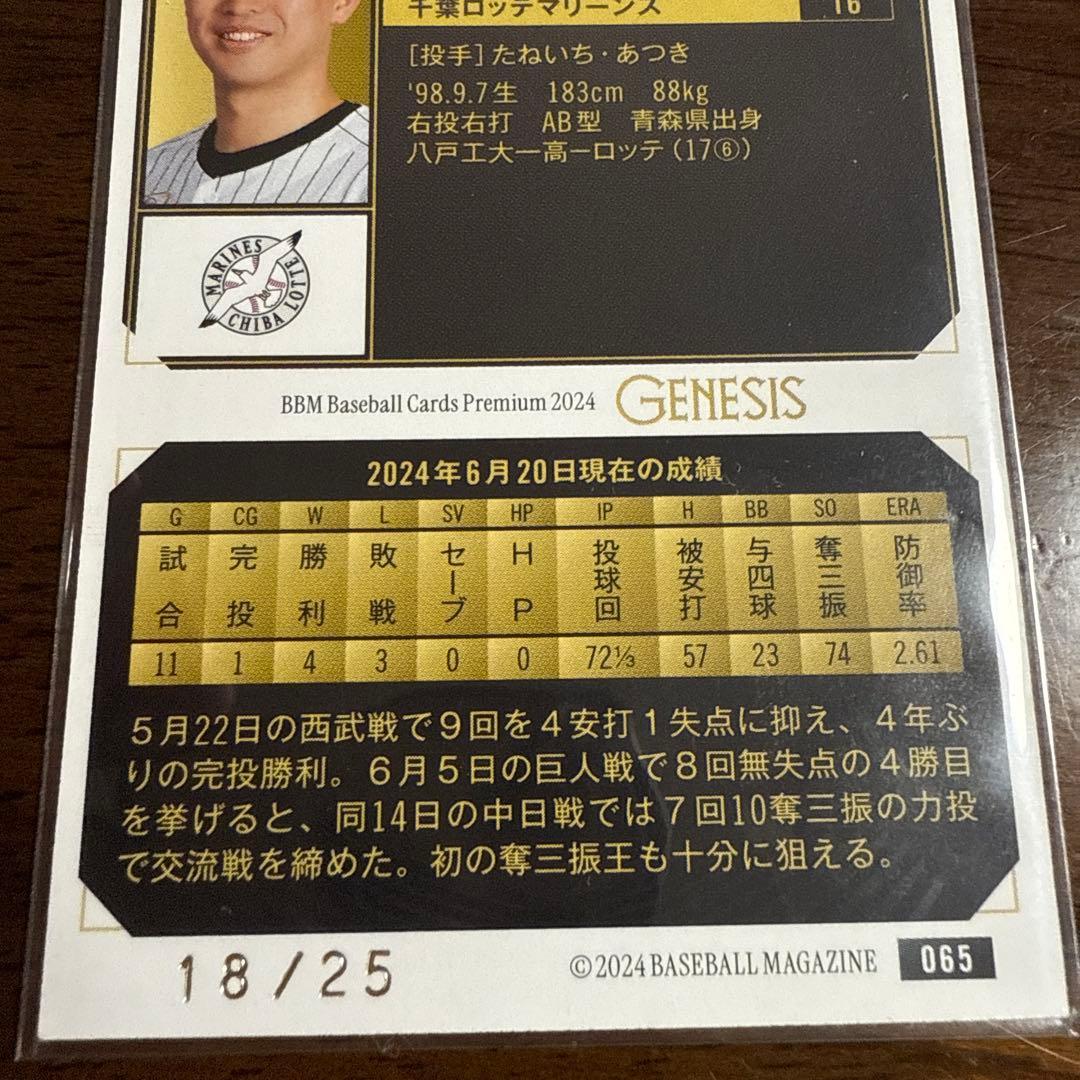 千葉ロッテマリーンズ 16
[投手]たねいち・あつき
'98.9.7生 183cm 88kg
右投右打 AB型 青森県出身
八戸工大一高ーロッテ(17⑥)
MARINES
CHIBA LOTTE
BBM Baseball Cards Premium 2024 GENESIS
2024年6月20日現在の成績
G CG W L SV HP IP H BB SO ERA
試合 完投 勝利 敗戦 セーブ HP 投球回 被安打 与四球 奪三振 防御率
11 1 4 3 0 0 72⅓ 57 23 74 2.61
5月22日の西武戦で9回を4安打1失点に抑え、4年ぶ
りの完投勝利。6月5日の巨人戦で8回無失点の4勝目
を挙げると、同14日の中日戦では7回10奪三振の力投
で交流戦を締めた。初の奪三振王も十分に狙える。
18/25
©2024 BASEBALL MAGAZINE 065